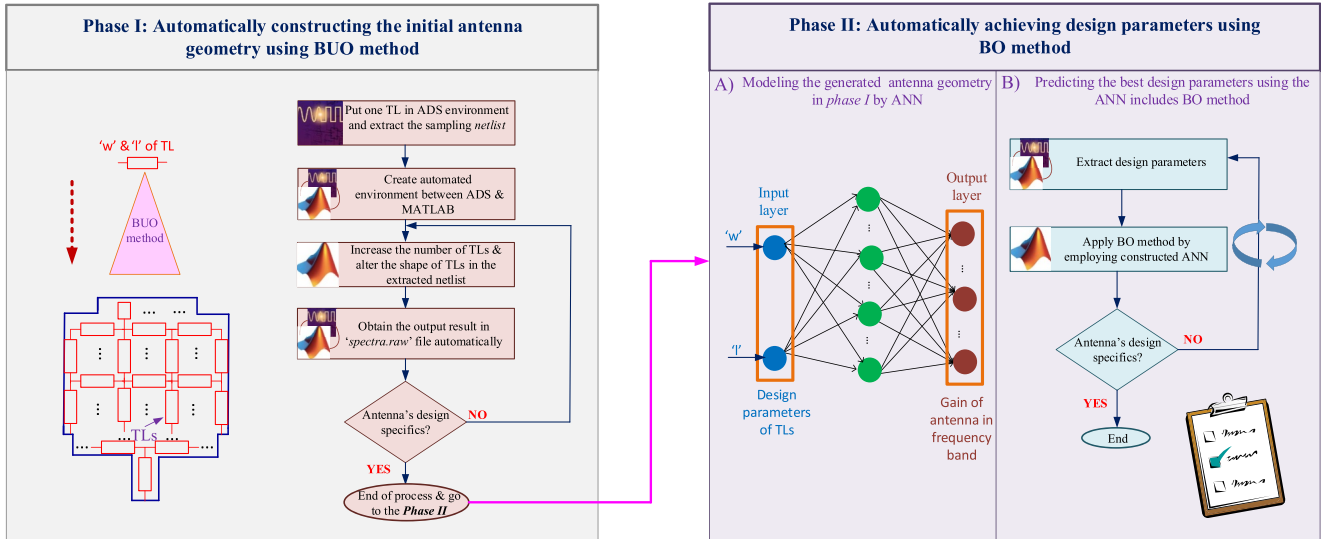 Phase I: Automatically constructing the initial antenna
geometry using BUO method
'w' & 'l' of TL
BUO
method
TLs
Put one TL in ADS environment
and extract the sampling netlist
Create automated
environment between ADS &
MATLAB
Increase the number of TLs &
alter the shape of TLs in the
extracted netlist
Obtain the output result in
'spectra.raw' file automatically
Antenna's design
specifics?
NO
YES
End of process & go
to the Phase II
Phase II: Automatically achieving design parameters using
BO method
A) Modeling the generated antenna geometry
in phase I by ANN
Input
layer
Output
layer
'w'
'l'
Design
parameters
of TLs
Gain of
antenna in
frequency
band
B) Predicting the best design parameters using the
ANN includes BO method
Extract design parameters
Apply BO method by
employing constructed ANN
Antenna's design
specifics?
NO
YES
End